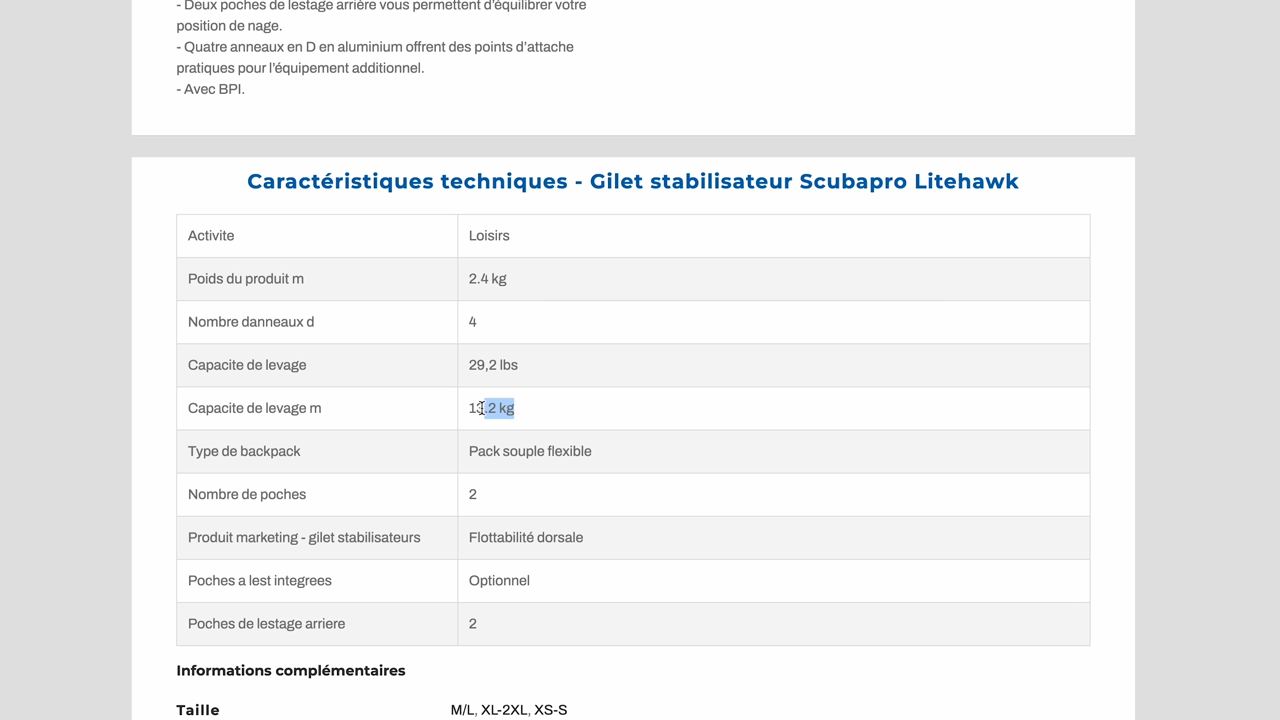 - Deux poches de lestage arrière vous permettent d'équilibrer votre
position de nage.
- Quatre anneaux en D en aluminium offrent des points d'attache
pratiques pour l'équipement additionnel.
- Avec BPI.
Caractéristiques techniques - Gilet stabilisateur Scubapro Litehawk
Activite Loisirs
Poids du produit m 2.4 kg
Nombre danneaux d 4
Capacite de levage 29,2 lbs
Capacite de levage m 13.2 kg
Type de backpack Pack souple flexible
Nombre de poches 2
Produit marketing - gilet stabilisateurs Flottabilité dorsale
Poches a lest integrees Optionnel
Poches de lestage arriere 2
Informations complémentaires
Taille M/L, XL-2XL, XS-S